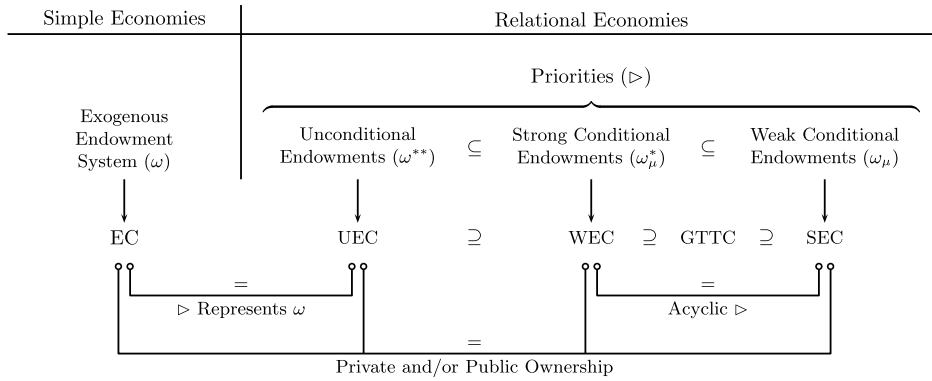 Simple Economies
Relational Economies
Priorities (▷)
Exogenous
Endowment
System (ω)
Unconditional
Endowments (ω**)
⊆
Strong Conditional
Endowments (ω*μ)
⊆
Weak Conditional
Endowments (ωμ)
EC
UEC
⊇
WEC
⊇
GTTC
⊇
SEC
=
▷ Represents ω
=
Acyclic ▷
=
Private and/or Public Ownership